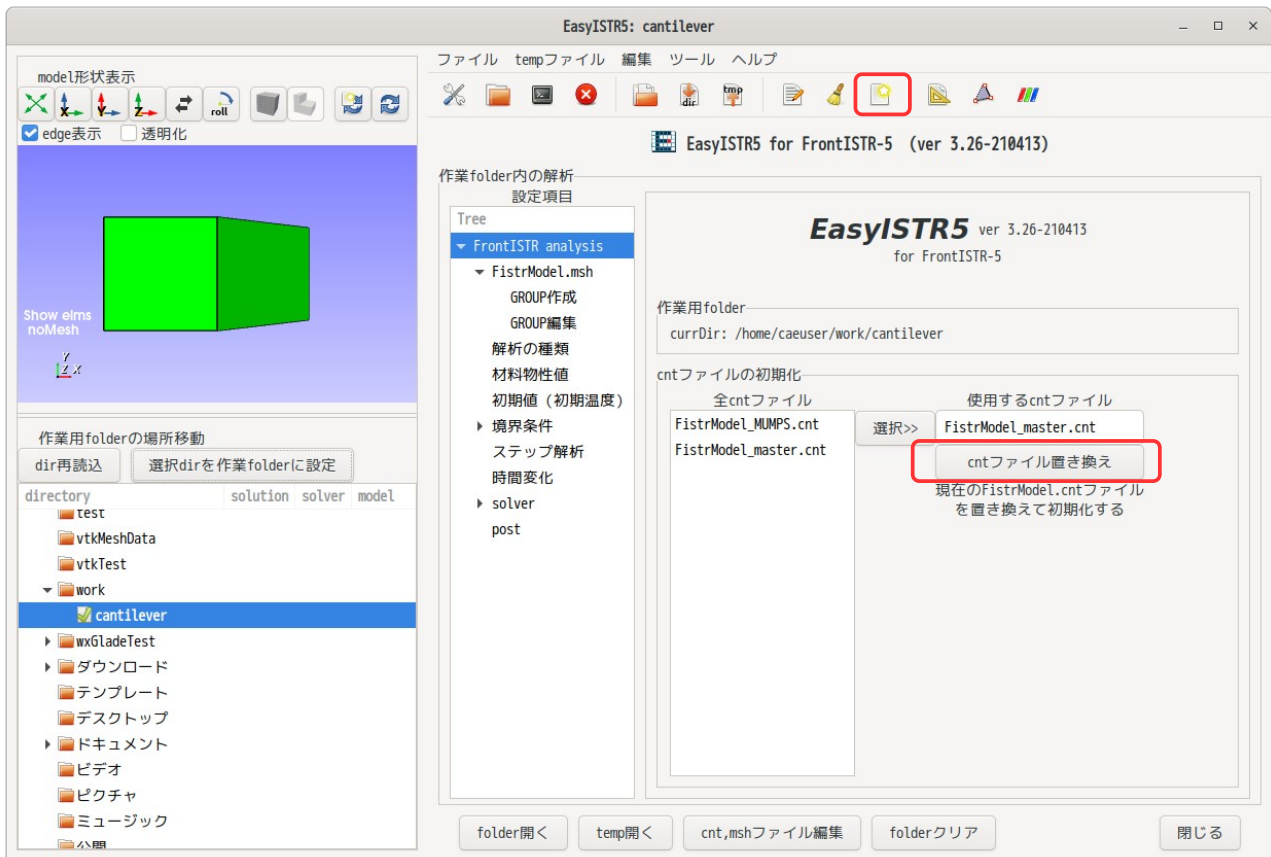 EasyISTR5: cantilever
model形状表示
X
Y
Z
roll
edge表示 透明化
Show elms
noMesh
Y
Z X
作業用folderの場所移動
dir再読込 選択dirを作業folderに設定
directory solution solver model
test
vtkMeshData
vtkTest
work
cantilever
wxGladeTest
ダウンロード
テンプレート
デスクトップ
ドキュメント
ビデオ
ピクチャ
ミュージック
公開
ファイル tempファイル 編集 ツール ヘルプ
dir tmp
EasyISTR5 for FrontISTR-5 (ver 3.26-210413)
作業folder内の解析
設定項目
Tree
FrontISTR analysis
FistrModel.msh
GROUP作成
GROUP編集
解析の種類
材料物性値
初期値（初期温度）
境界条件
ステップ解析
時間変化
solver
post
EasyISTR5 ver 3.26-210413
for FrontISTR-5
作業用folder
currDir: /home/caeuser/work/cantilever
cntファイルの初期化
全cntファイル
FistrModel_MUMPS.cnt
FistrModel_master.cnt
選択>>
使用するcntファイル
FistrModel_master.cnt
cntファイル置き換え
現在のFistrModel.cntファイル
を置き換えて初期化する
folder開く temp開く cnt,mshファイル編集 folderクリア 閉じる